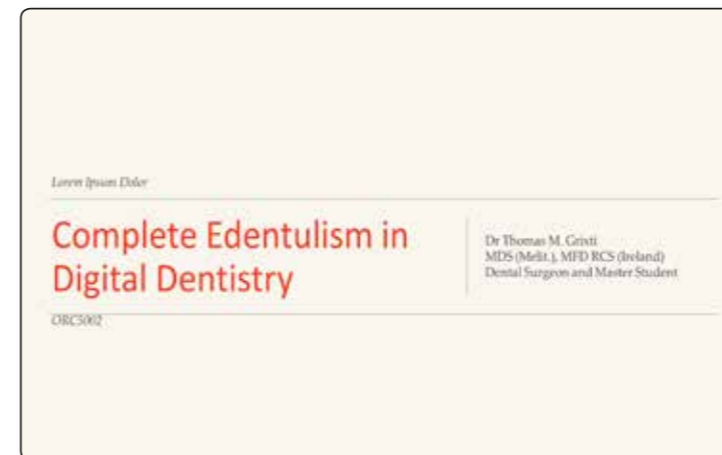 Lorem Ipsum Dolor
Complete Edentulism in
Digital Dentistry
Dr Thomas M. Grixti
MDS (Melit.), MFD RCS (Ireland)
Dental Surgeon and Master Student
ORC5002